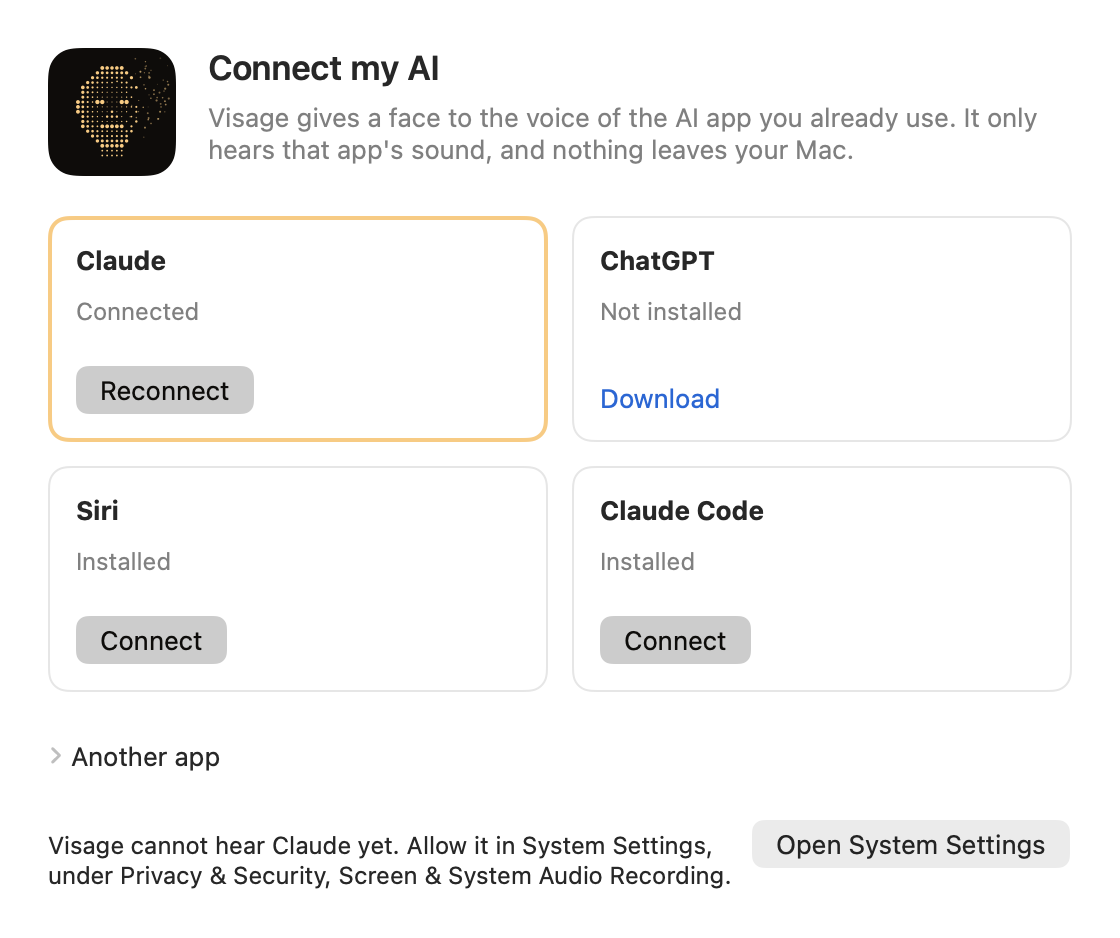 Connect my AI
Visage gives a face to the voice of the AI app you already use. It only
hears that app's sound, and nothing leaves your Mac.
Claude
Connected
Reconnect
ChatGPT
Not installed
Download
Siri
Installed
Connect
Claude Code
Installed
Connect
Another app
Visage cannot hear Claude yet. Allow it in System Settings,
under Privacy & Security, Screen & System Audio Recording.
Open System Settings